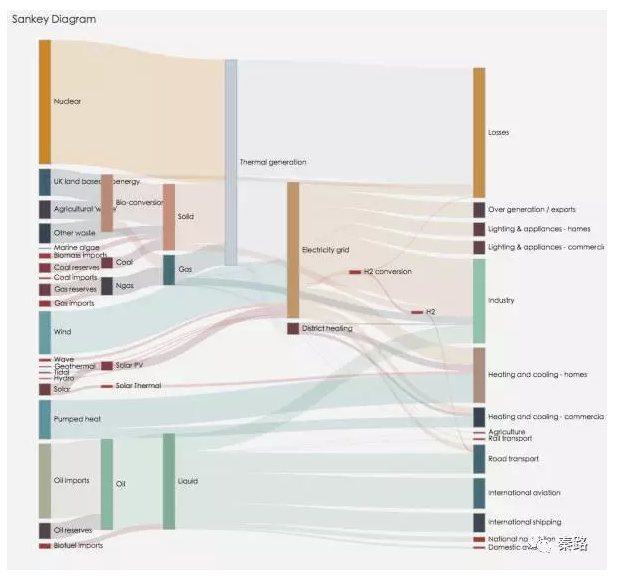 Sankey Diagram
Nuclear
Thermal generation
Losses
UK land based bioenergy
Bio-conversion
Agricultural 'waste'
Solid
Over generation / exports
Other waste
Lighting & appliances - homes
Marine algae
Electricity grid
Lighting & appliances - commercial
Biomass imports
Coal reserves
Coal
Gas
H2 conversion
Coal imports
Gas reserves
Ngas
Industry
Gas imports
H2
Wind
District heating
Wave
Geothermal
Solar PV
Tidal
Hydro
Solar
Solar Thermal
Heating and cooling - homes
Pumped heat
Heating and cooling - commercia
Agriculture
Rail transport
Road transport
Oil imports
Oil
Liquid
International aviation
Oil reserves
International shipping
Biofuel imports
National navigation
Domestic
秦路